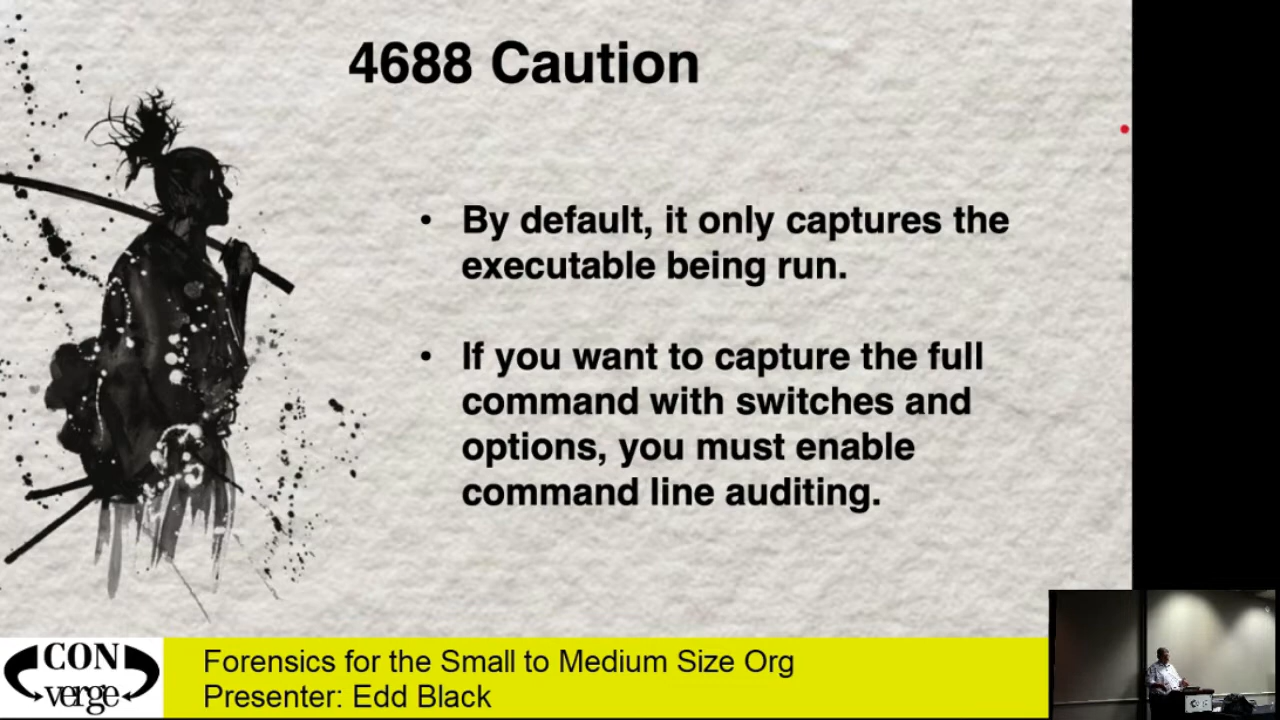 4688 Caution
• By default, it only captures the
executable being run.
• If you want to capture the full
command with switches and
options, you must enable
command line auditing.
CON
verge
Forensics for the Small to Medium Size Org
Presenter: Edd Black